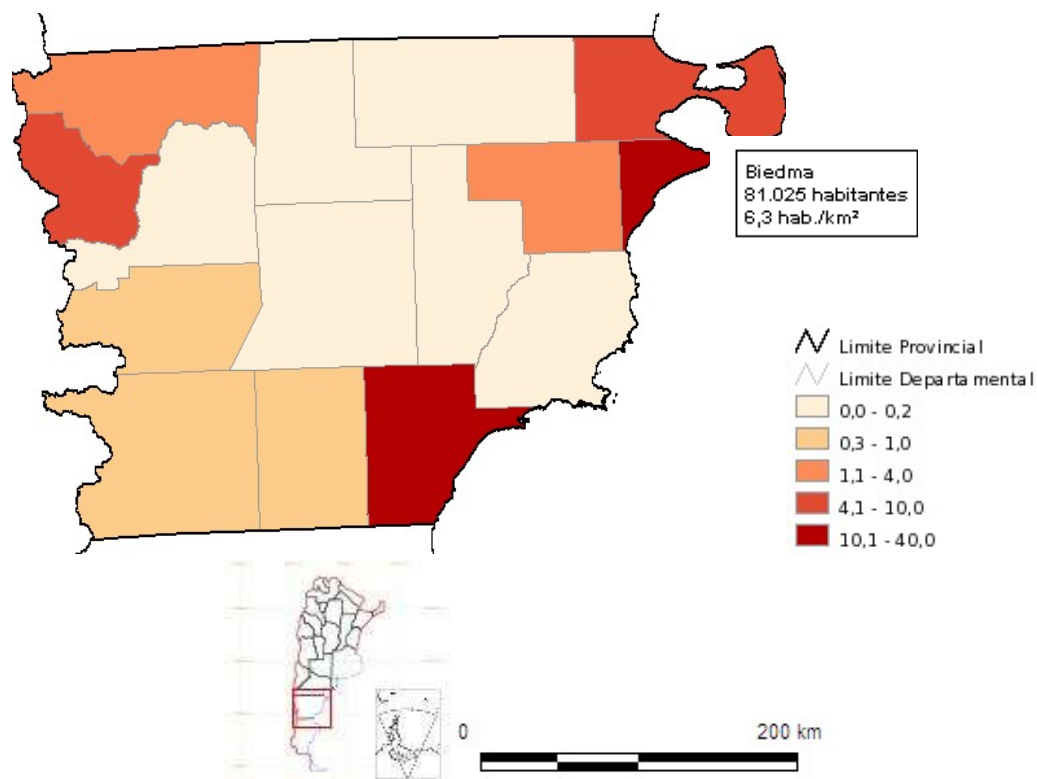 Biedma
81.025 habitantes
6,3 hab./km²
Limite Provincial
Limite Departamental
0,0 - 0,2
0,3 - 1,0
1,1 - 4,0
4,1 - 10,0
10,1 - 40,0
0 200 km